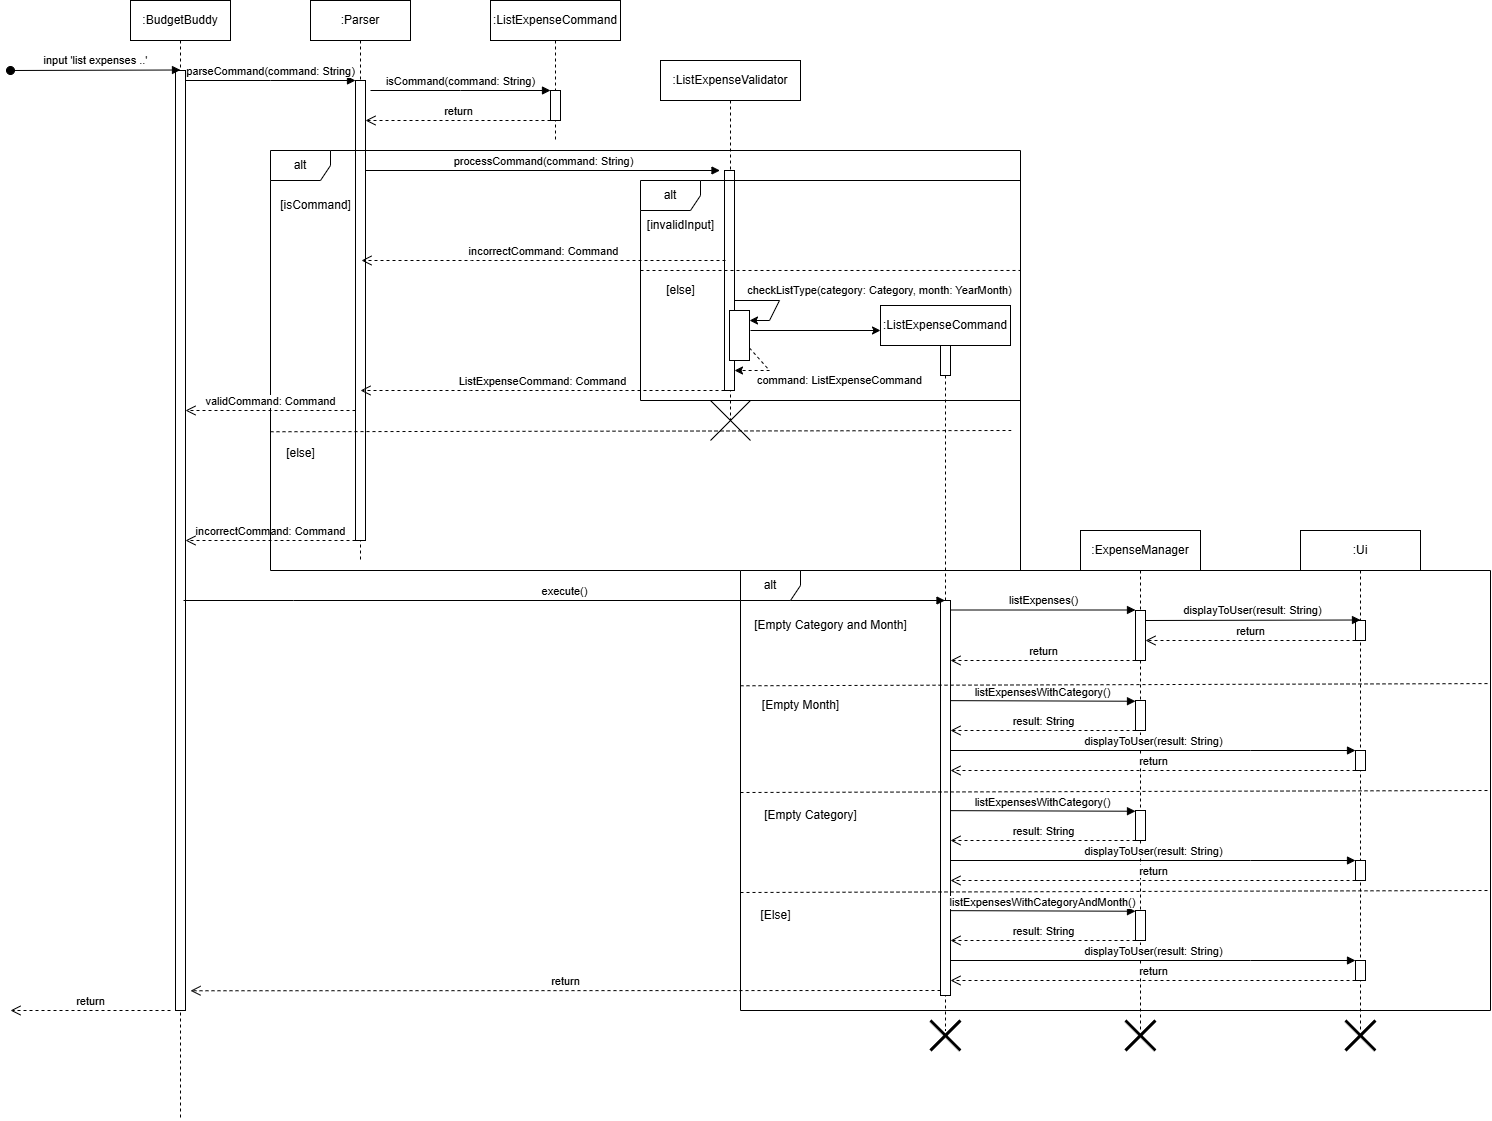 :BudgetBuddy
:Parser
:ListExpenseCommand
input 'list expenses ..'
parseCommand(command: String)
isCommand(command: String)
:ListExpenseValidator
return
alt
processCommand(command: String)
[isCommand]
alt
[invalidInput]
incorrectCommand: Command
[else]
checkListType(category: Category, month: YearMonth)
:ListExpenseCommand
ListExpenseCommand: Command
command: ListExpenseCommand
validCommand: Command
[else]
incorrectCommand: Command
:ExpenseManager
:Ui
alt
execute()
listExpenses()
displayToUser(result: String)
[Empty Category and Month]
return
return
listExpensesWithCategory()
[Empty Month]
result: String
displayToUser(result: String)
return
listExpensesWithCategory()
[Empty Category]
result: String
displayToUser(result: String)
return
listExpensesWithCategoryAndMonth()
[Else]
result: String
displayToUser(result: String)
return
return
return